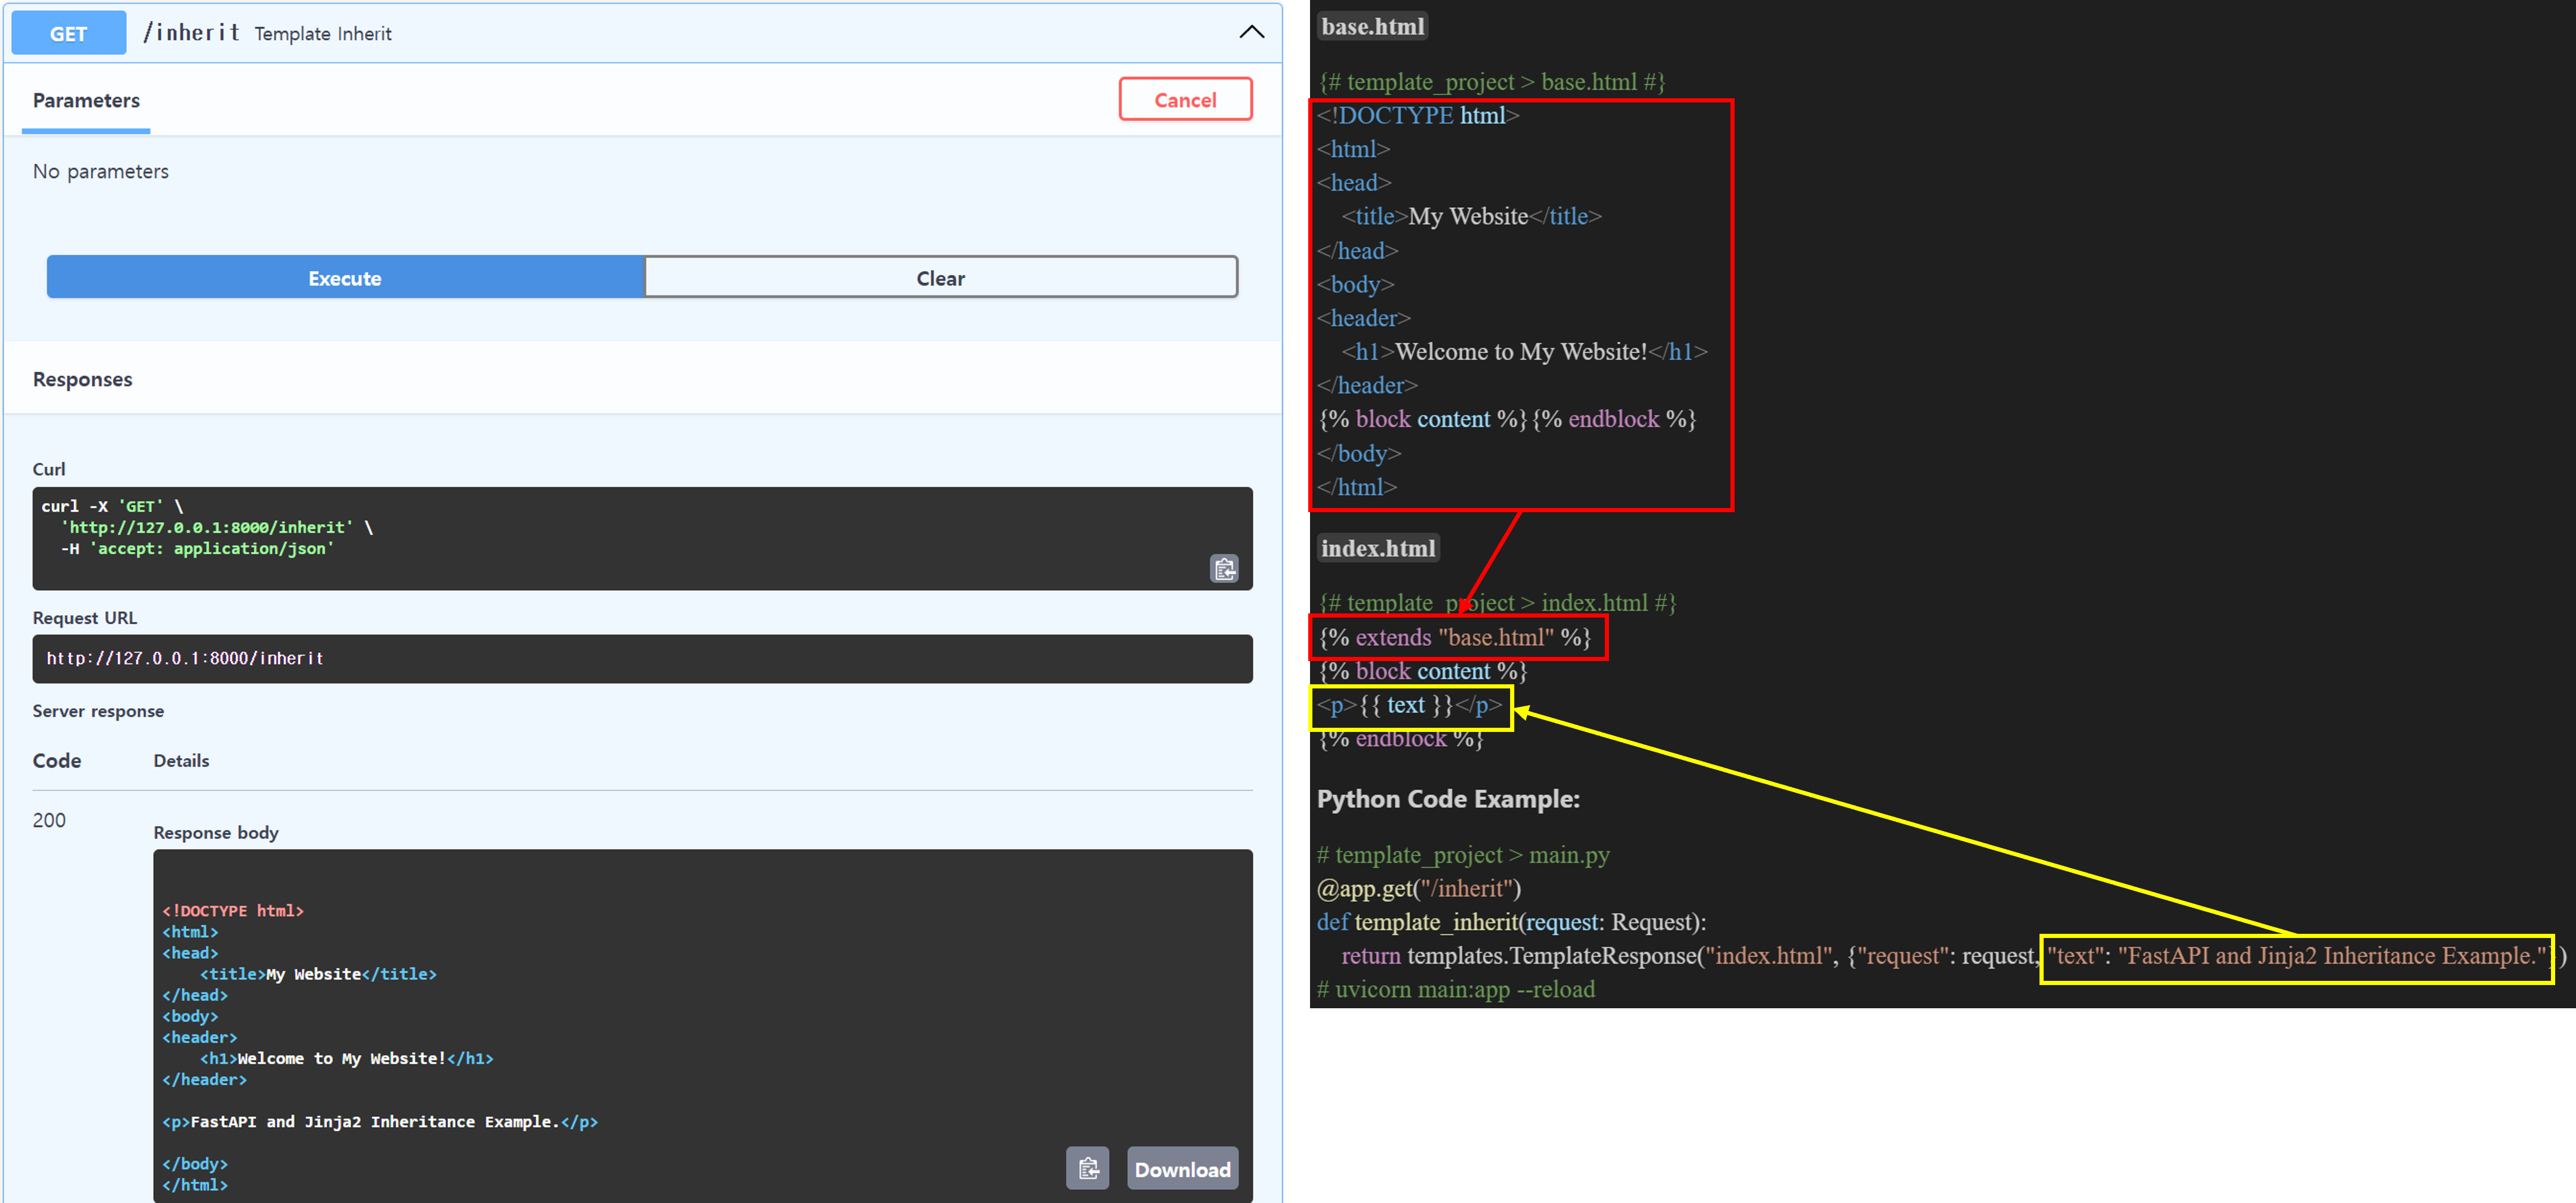 GET /inherit Template Inherit
Parameters
Cancel
No parameters
Execute
Clear
Responses
Curl
curl -X 'GET' \
  'http://127.0.0.1:8000/inherit' \
  -H 'accept: application/json'
Request URL
http://127.0.0.1:8000/inherit
Server response
Code Details
200
Response body
<!DOCTYPE html>
<html>
<head>
    <title>My Website</title>
</head>
<body>
<header>
    <h1>Welcome to My Website!</h1>
</header>
<p>FastAPI and Jinja2 Inheritance Example.</p>
</body>
</html>
Download
base.html
{# template_project > base.html #}
<!DOCTYPE html>
<html>
<head>
    <title>My Website</title>
</head>
<body>
<header>
    <h1>Welcome to My Website!</h1>
</header>
{% block content %}{% endblock %}
</body>
</html>
index.html
{# template_project > index.html #}
{% extends "base.html" %}
{% block content %}
<p>{{ text }}</p>
{% endblock %}
Python Code Example:
# template_project > main.py
@app.get("/inherit")
def template_inherit(request: Request):
    return templates.TemplateResponse("index.html", {"request": request, "text": "FastAPI and Jinja2 Inheritance Example."})
# uvicorn main:app --reload